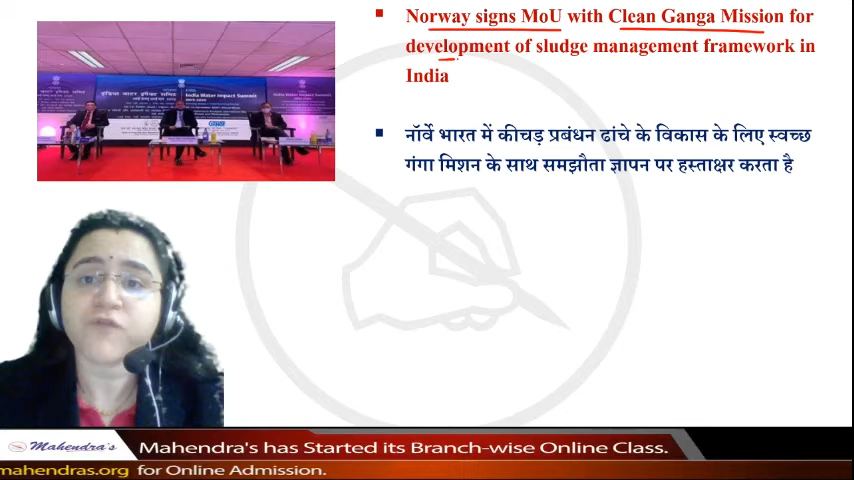 Norway signs MoU with Clean Ganga Mission for
development of sludge management framework in
India
नॉर्वे भारत में कीचड़ प्रबंधन ढांचे के विकास के लिए स्वच्छ
गंगा मिशन के साथ समझौता ज्ञापन पर हस्ताक्षर करता है
India Water Impact Summit
Mahendra's
Mahendra's has Started its Branch-wise Online Class.
mahendras.org for Online Admission.